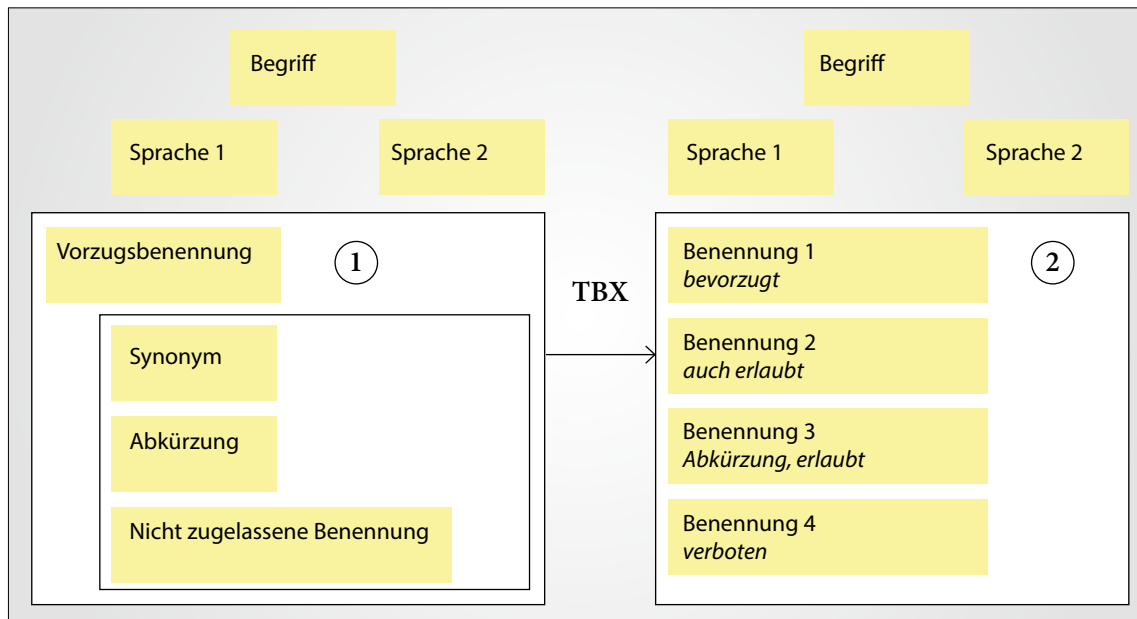 Begriff
Sprache 1
Sprache 2
Vorzugsbenennung
1
Synonym
Abkürzung
Nicht zugelassene Benennung
TBX
Begriff
Sprache 1
Sprache 2
Benennung 1
bevorzugt
2
Benennung 2
auch erlaubt
Benennung 3
Abkürzung, erlaubt
Benennung 4
verboten